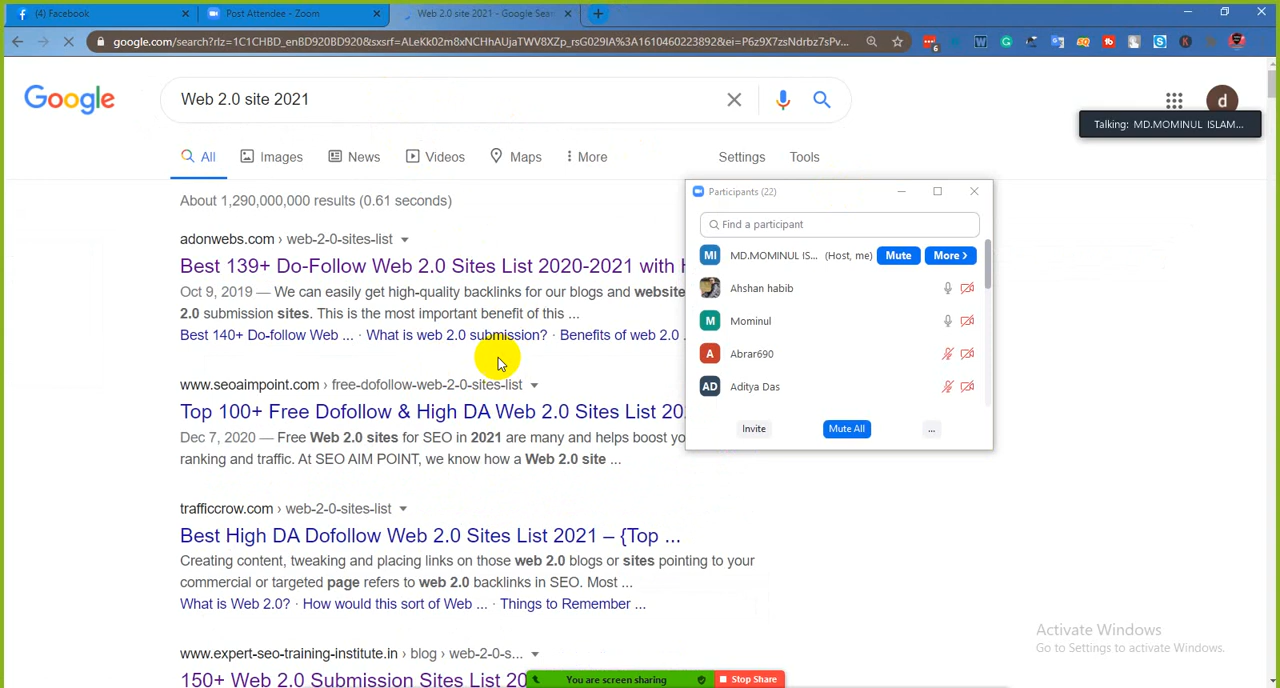 (4) Facebook
Post Attendee - Zoom
Web 2.0 site 2021 - Google Sear
google.com/search?rlz=1C1CHBD_enBD920BD920&sxsrf=ALeKk02m8xNCHhAUjaTWV8XZp_rsG029IA%3A1610460223892&ei=P6z9X7zsNdrbz7sPv...
Google
Web 2.0 site 2021
d
Talking: MD.MOMINUL ISLAM...
All
Images
News
Videos
Maps
More
Settings
Tools
About 1,290,000,000 results (0.61 seconds)
adonwebs.com › web-2-0-sites-list
Best 139+ Do-Follow Web 2.0 Sites List 2020-2021 with H
Oct 9, 2019 — We can easily get high-quality backlinks for our blogs and website
2.0 submission sites. This is the most important benefit of this ...
Best 140+ Do-follow Web ... · What is web 2.0 submission? · Benefits of web 2.0
www.seoaimpoint.com › free-dofollow-web-2-0-sites-list
Top 100+ Free Dofollow & High DA Web 2.0 Sites List 20
Dec 7, 2020 — Free Web 2.0 sites for SEO in 2021 are many and helps boost yo
ranking and traffic. At SEO AIM POINT, we know how a Web 2.0 site ...
trafficcrow.com › web-2-0-sites-list
Best High DA Dofollow Web 2.0 Sites List 2021 – {Top ...
Creating content, tweaking and placing links on those web 2.0 blogs or sites pointing to your
commercial or targeted page refers to web 2.0 backlinks in SEO. Most ...
What is Web 2.0? · How would this sort of Web ... · Things to Remember ...
www.expert-seo-training-institute.in › blog › web-2-0-s...
150+ Web 2.0 Submission Sites List 20
Participants (22)
Find a participant
MI
MD.MOMINUL IS... (Host, me)
Mute
More >
Ahshan habib
M
Mominul
A
Abrar690
AD
Aditya Das
Invite
Mute All
...
Activate Windows
Go to Settings to activate Windows.
You are screen sharing
Stop Share